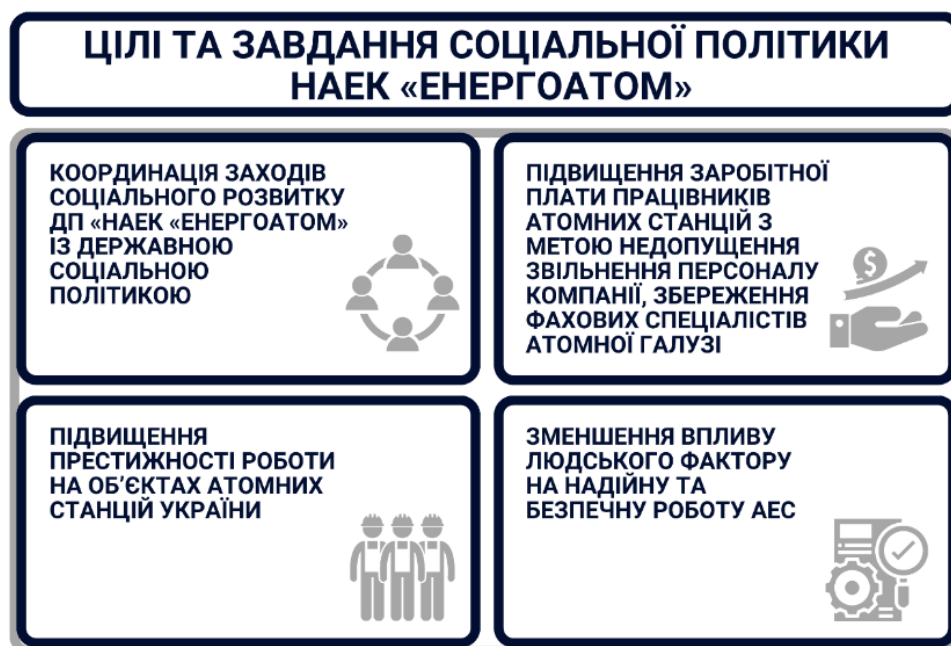 ЦІЛІ ТА ЗАВДАННЯ СОЦІАЛЬНОЇ ПОЛІТИКИ
НАЕК «ЕНЕРГОАТОМ»
КООРДИНАЦІЯ ЗАХОДІВ
СОЦІАЛЬНОГО РОЗВИТКУ
ДП «НАЕК «ЕНЕРГОАТОМ»
ІЗ ДЕРЖАВНОЮ
СОЦІАЛЬНОЮ
ПОЛІТИКОЮ
ПІДВИЩЕННЯ ЗАРОБІТНОЇ
ПЛАТИ ПРАЦІВНИКІВ
АТОМНИХ СТАНЦІЙ З
МЕТОЮ НЕДОПУЩЕННЯ
ЗВІЛЬНЕННЯ ПЕРСОНАЛУ
КОМПАНІЇ, ЗБЕРЕЖЕННЯ
ФАХОВИХ СПЕЦІАЛІСТІВ
АТОМНОЇ ГАЛУЗІ
$
ПІДВИЩЕННЯ
ПРЕСТИЖНОСТІ РОБОТИ
НА ОБ’ЄКТАХ АТОМНИХ
СТАНЦІЙ УКРАЇНИ
ЗМЕНШЕННЯ ВПЛИВУ
ЛЮДСЬКОГО ФАКТОРУ
НА НАДІЙНУ ТА
БЕЗПЕЧНУ РОБОТУ АЕС